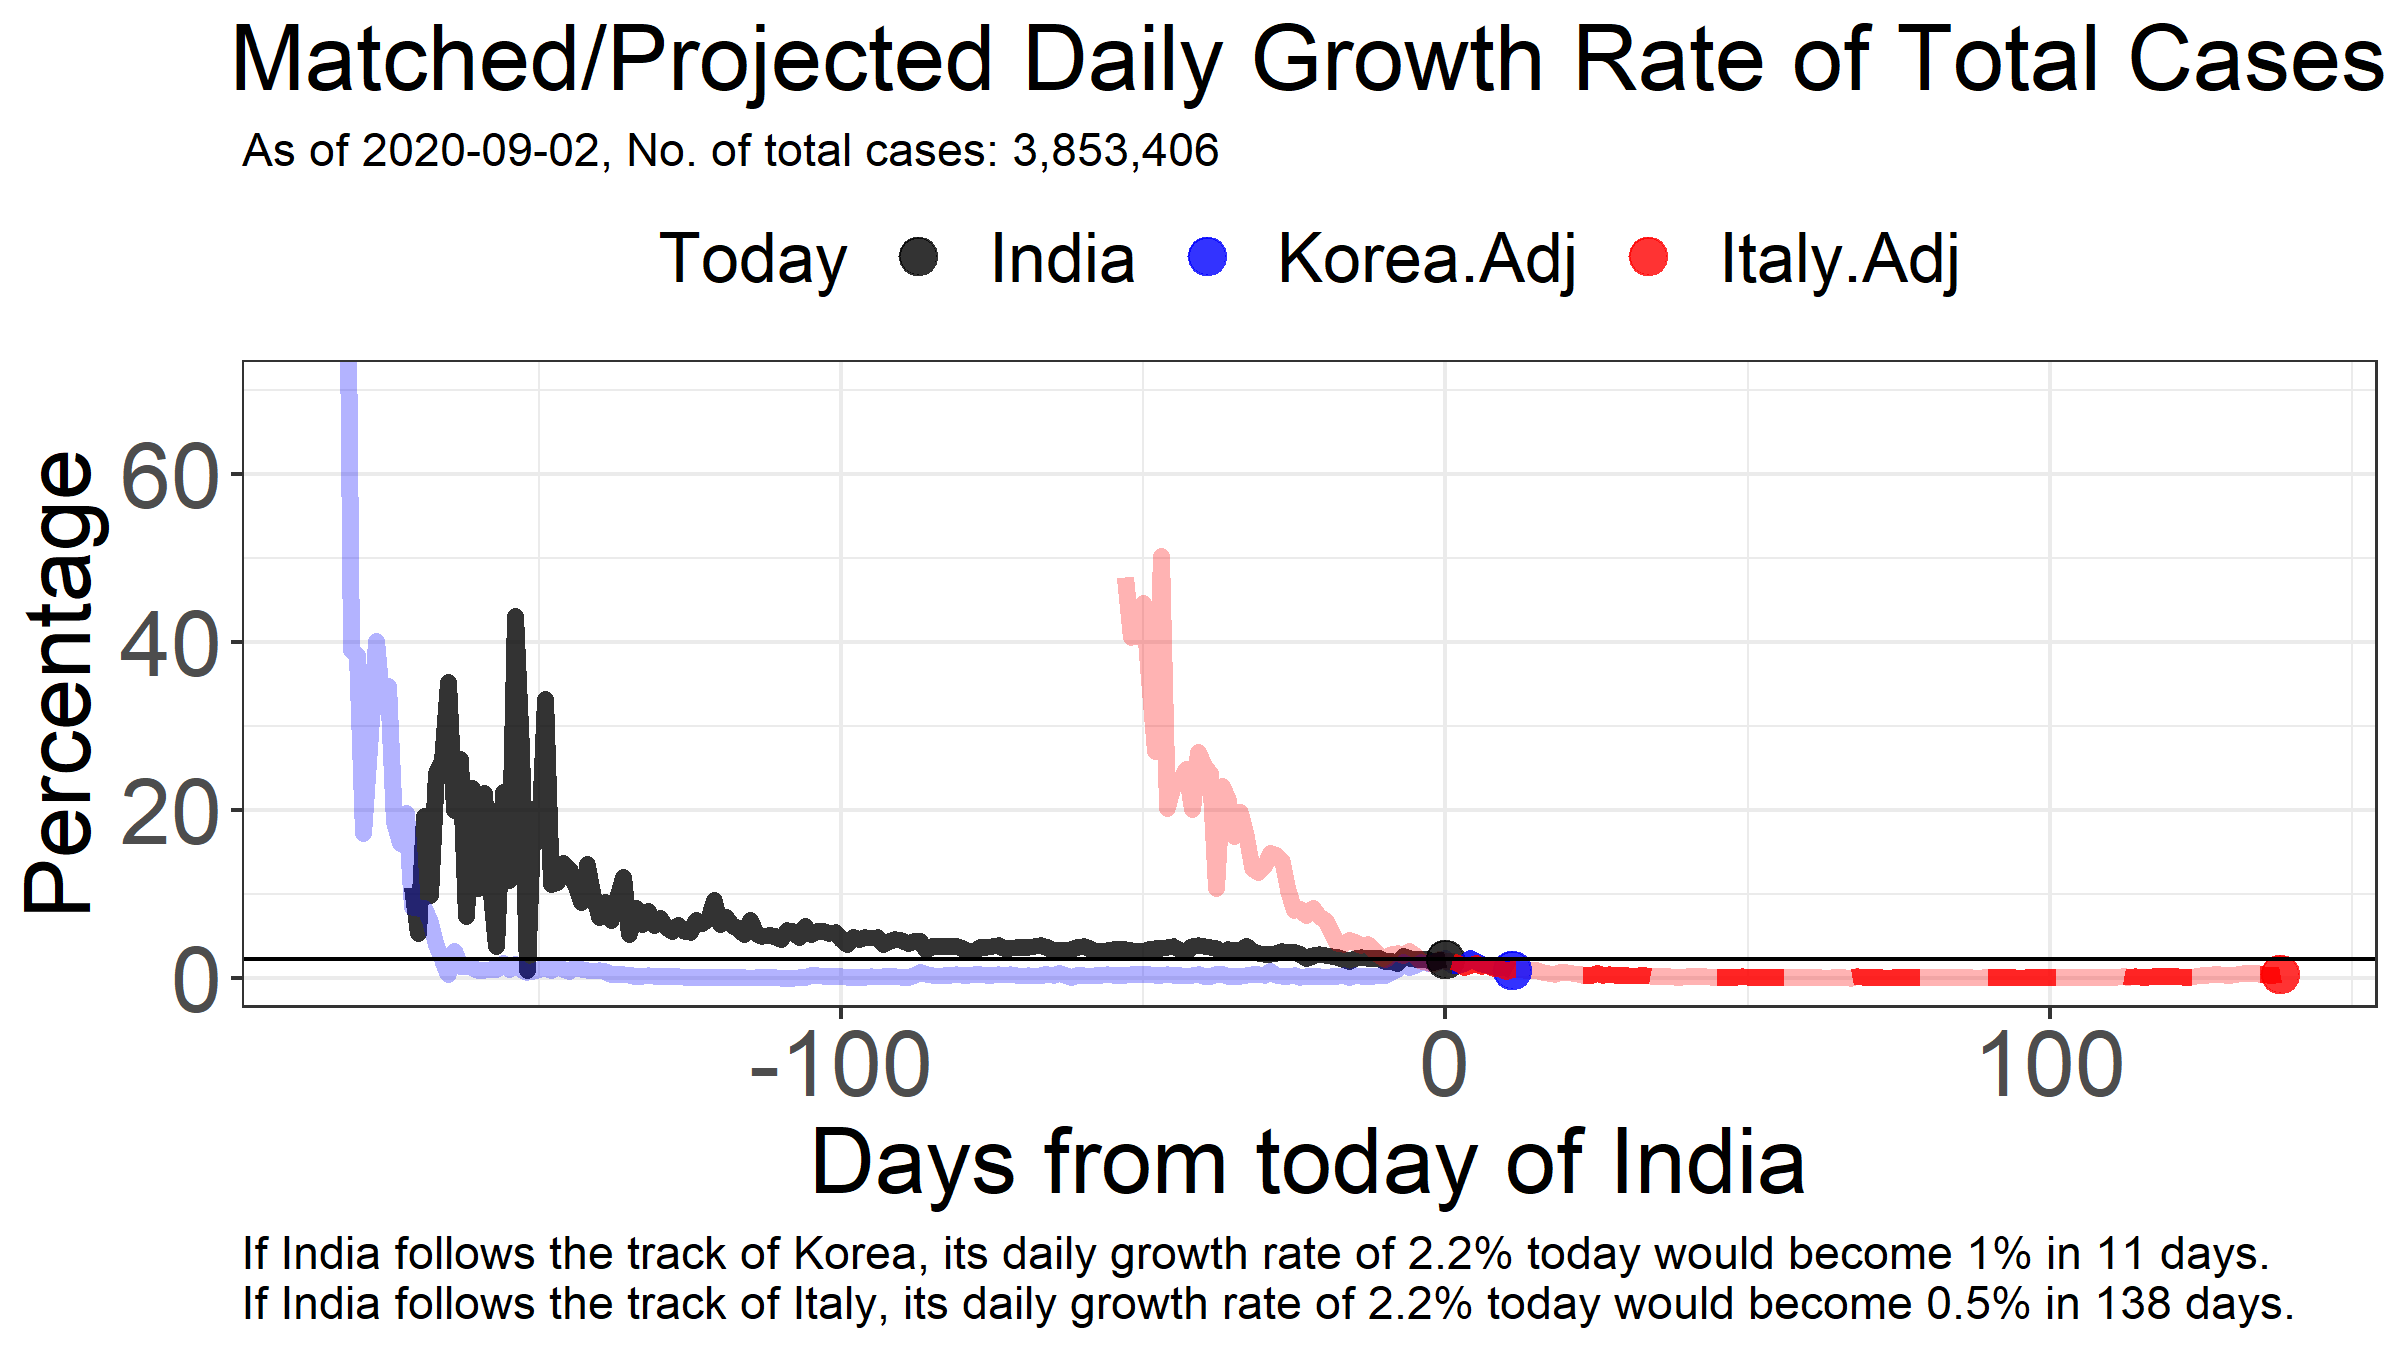 Matched/Projected Daily Growth Rate of Total Cases
As of 2020-09-02, No. of total cases: 3,853,406
Today India Korea.Adj Italy.Adj
Percentage
60
40
20
0
-100 0 100
Days from today of India
If India follows the track of Korea, its daily growth rate of 2.2% today would become 1% in 11 days.
If India follows the track of Italy, its daily growth rate of 2.2% today would become 0.5% in 138 days.